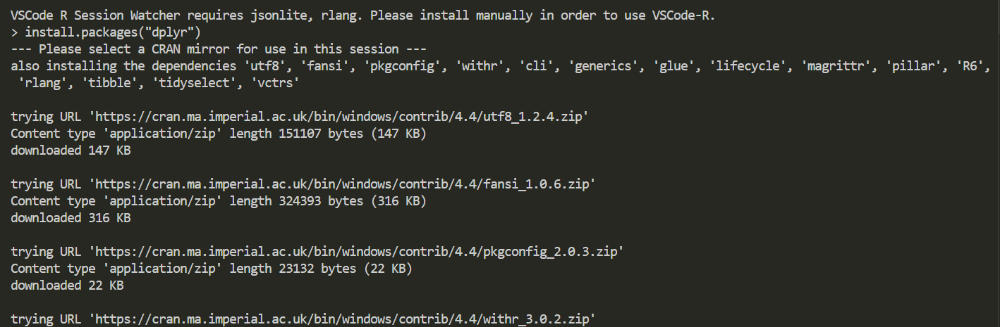 VSCode R Session Watcher requires jsonlite, rlang. Please install manually in order to use VSCode-R.
> install.packages("dplyr")
--- Please select a CRAN mirror for use in this session ---
also installing the dependencies 'utf8', 'fansi', 'pkgconfig', 'withr', 'cli', 'generics', 'glue', 'lifecycle', 'magrittr', 'pillar', 'R6',
'rlang', 'tibble', 'tidyselect', 'vctrs'
trying URL 'https://cran.ma.imperial.ac.uk/bin/windows/contrib/4.4/utf8_1.2.4.zip'
Content type 'application/zip' length 151107 bytes (147 KB)
downloaded 147 KB
trying URL 'https://cran.ma.imperial.ac.uk/bin/windows/contrib/4.4/fansi_1.0.6.zip'
Content type 'application/zip' length 324393 bytes (316 KB)
downloaded 316 KB
trying URL 'https://cran.ma.imperial.ac.uk/bin/windows/contrib/4.4/pkgconfig_2.0.3.zip'
Content type 'application/zip' length 23132 bytes (22 KB)
downloaded 22 KB
trying URL 'https://cran.ma.imperial.ac.uk/bin/windows/contrib/4.4/withr_3.0.2.zip'